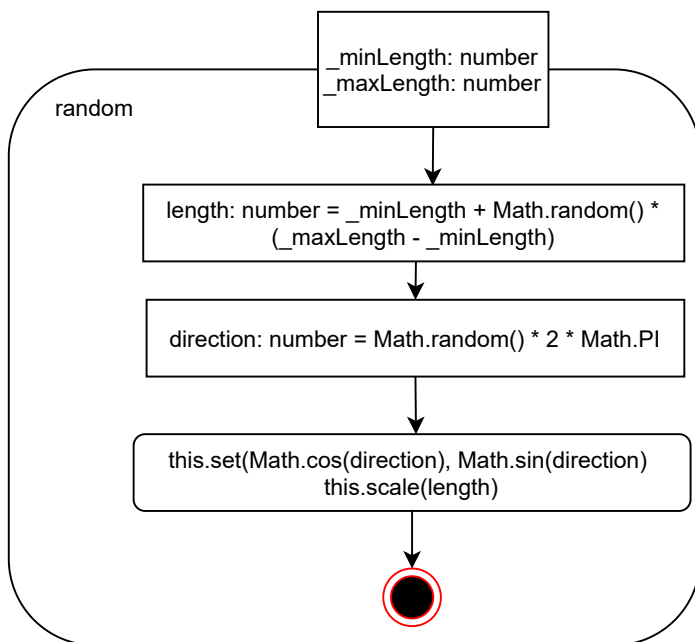 _minLength: number
_maxLength: number
random
length: number = _minLength + Math.random() *
(_maxLength - _minLength)
direction: number = Math.random() * 2 * Math.PI
this.set(Math.cos(direction), Math.sin(direction)
this.scale(length)